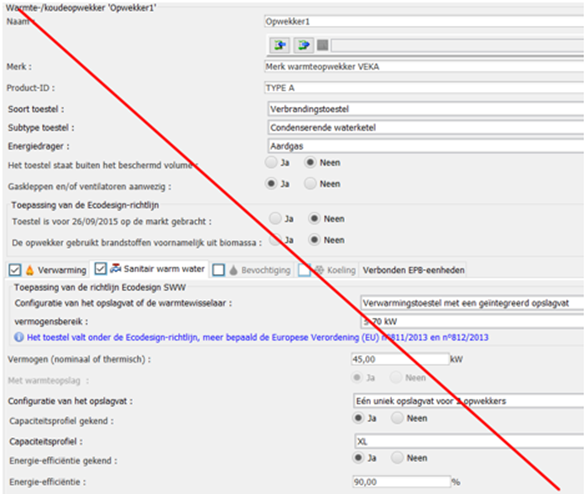 Warmte-/koudeopwekker 'Opwekker1'
Naam : Opwekker1
Merk : Merk warmteopwekker VEKA
Product-ID : TYPE A
Soort toestel : Verbrandingstoestel
Subtype toestel : Condenserende waterketel
Energiedrager : Aardgas
Het toestel staat buiten het beschermd volume : Ja Neen
Gaskleppen en/of ventilatoren aanwezig : Ja Neen
Toepassing van de Ecodesign-richtlijn
Toestel is voor 26/09/2015 op de markt gebracht : Ja Neen
De opwekker gebruikt brandstoffen voornamelijk uit biomassa : Ja Neen
Verwarming Sanitair warm water Bevochtiging Koeling Verbonden EPB-eenheden
Toepassing van de richtlijn Ecodesign SWW
Configuratie van het opslagvat of de warmtewisselaar : Verwarmingstoestel met een geïntegreerd opslagvat
vermogensbereik : 5-70 kW
Het toestel valt onder de Ecodesign-richtlijn, meer bepaald de Europese Verordening (EU) n°811/2013 en n°812/2013
Vermogen (nominaal of thermisch) : 45,00 kW
Met warmteopslag : Ja Neen
Configuratie van het opslagvat : Eén uniek opslagvat voor 2 opwekkers
Capaciteitsprofiel gekend : Ja Neen
Capaciteitsprofiel : XL
Energie-efficiëntie gekend : Ja Neen
Energie-efficiëntie : 90,00 %